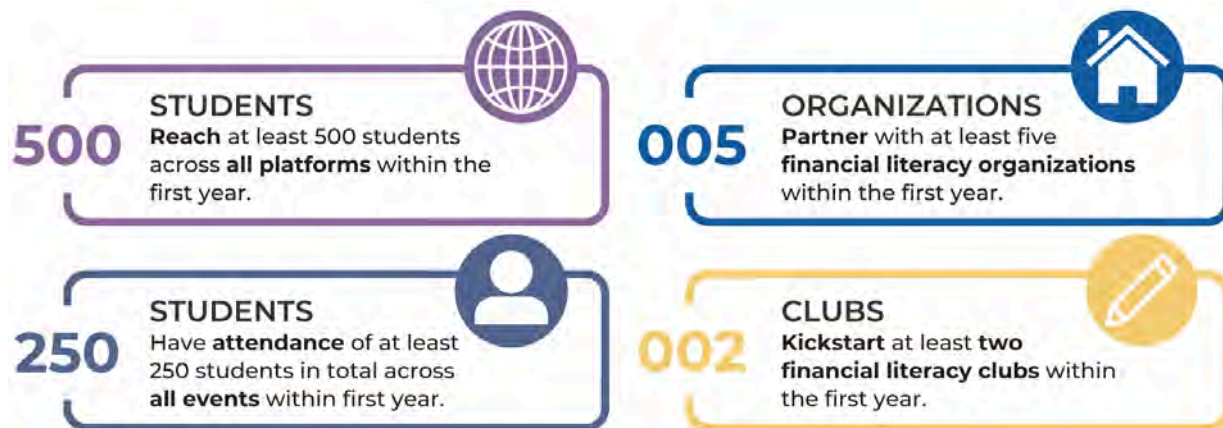 500
STUDENTS
Reach at least 500 students
across all platforms within the
first year.
005
ORGANIZATIONS
Partner with at least five
financial literacy organizations
within the first year.
250
STUDENTS
Have attendance of at least
250 students in total across
all events within first year.
002
CLUBS
Kickstart at least two
financial literacy clubs within
the first year.